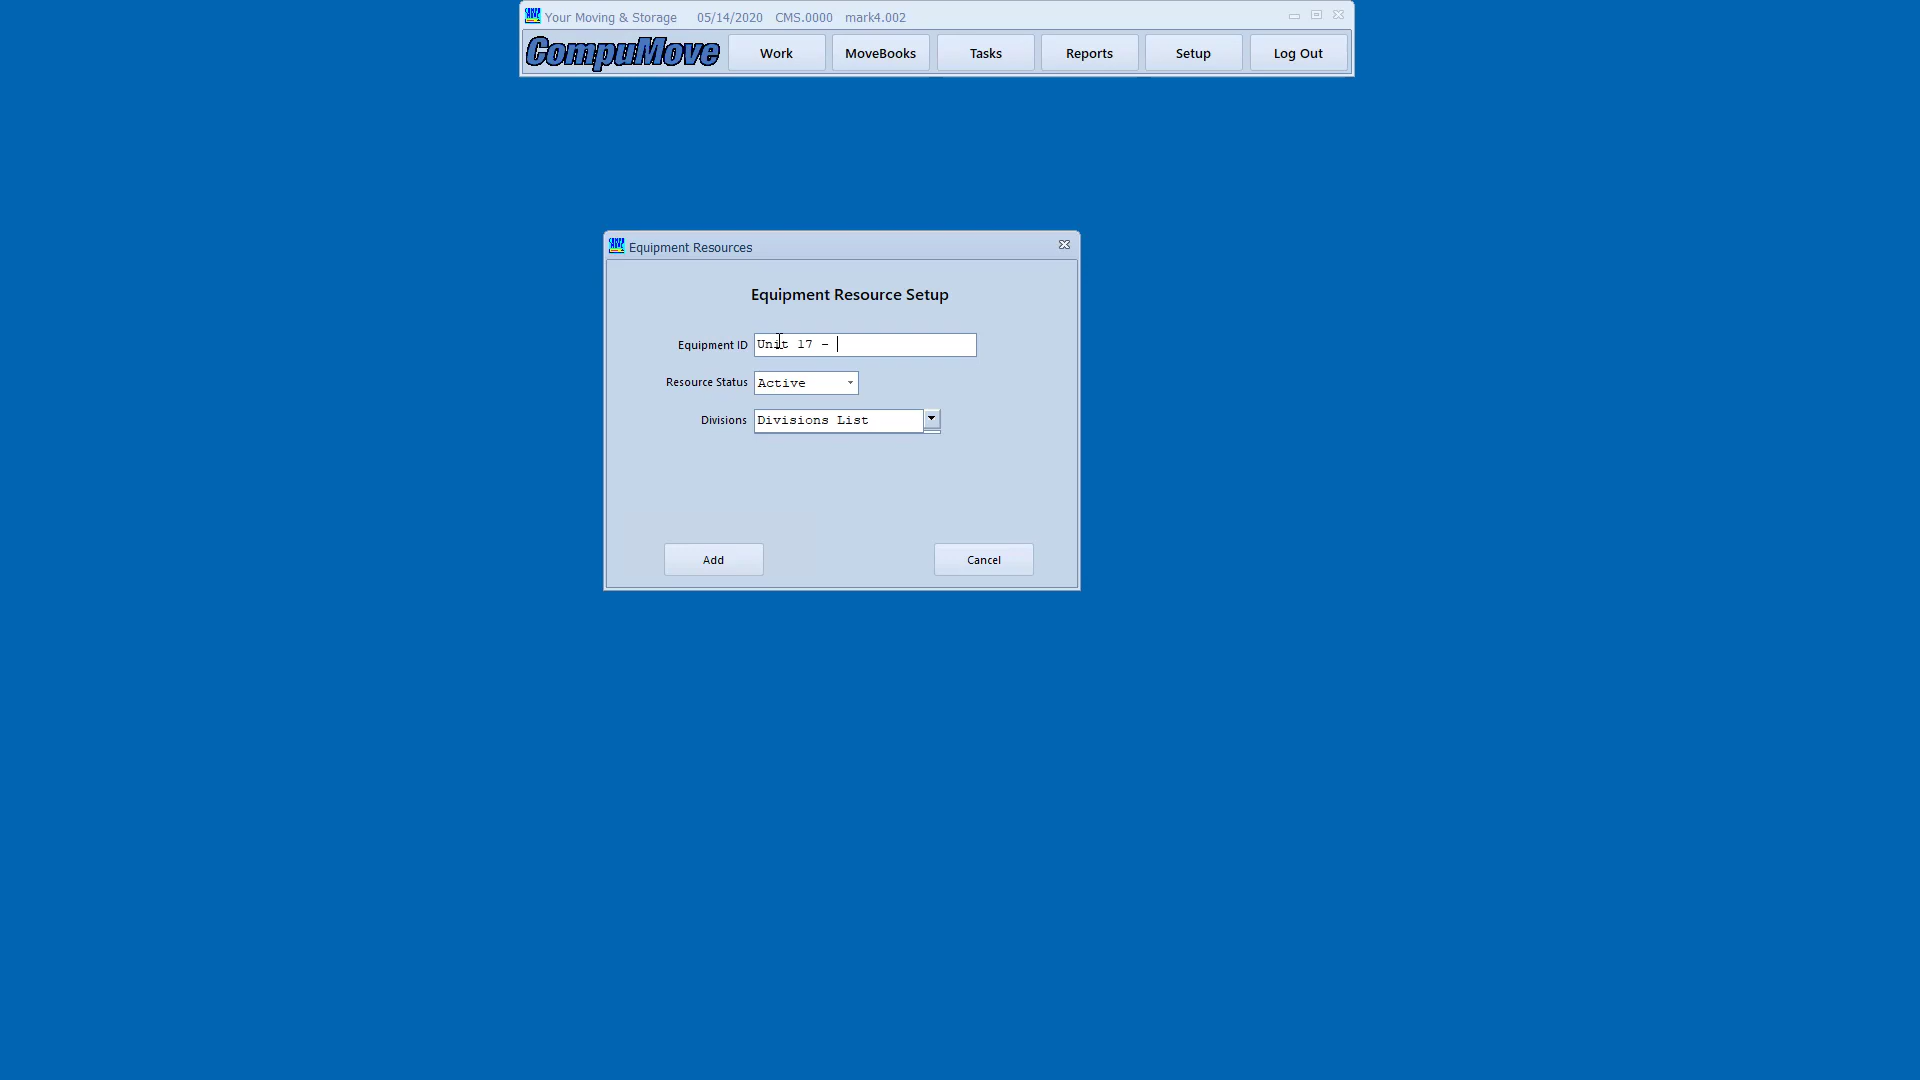 Your Moving & Storage 05/14/2020 CMS.0000 mark4.002
CompuMove Work MoveBooks Tasks Reports Setup Log Out
Equipment Resources
Equipment Resource Setup
Equipment ID Unit 17 -
Resource Status Active
Divisions Divisions List
Add Cancel